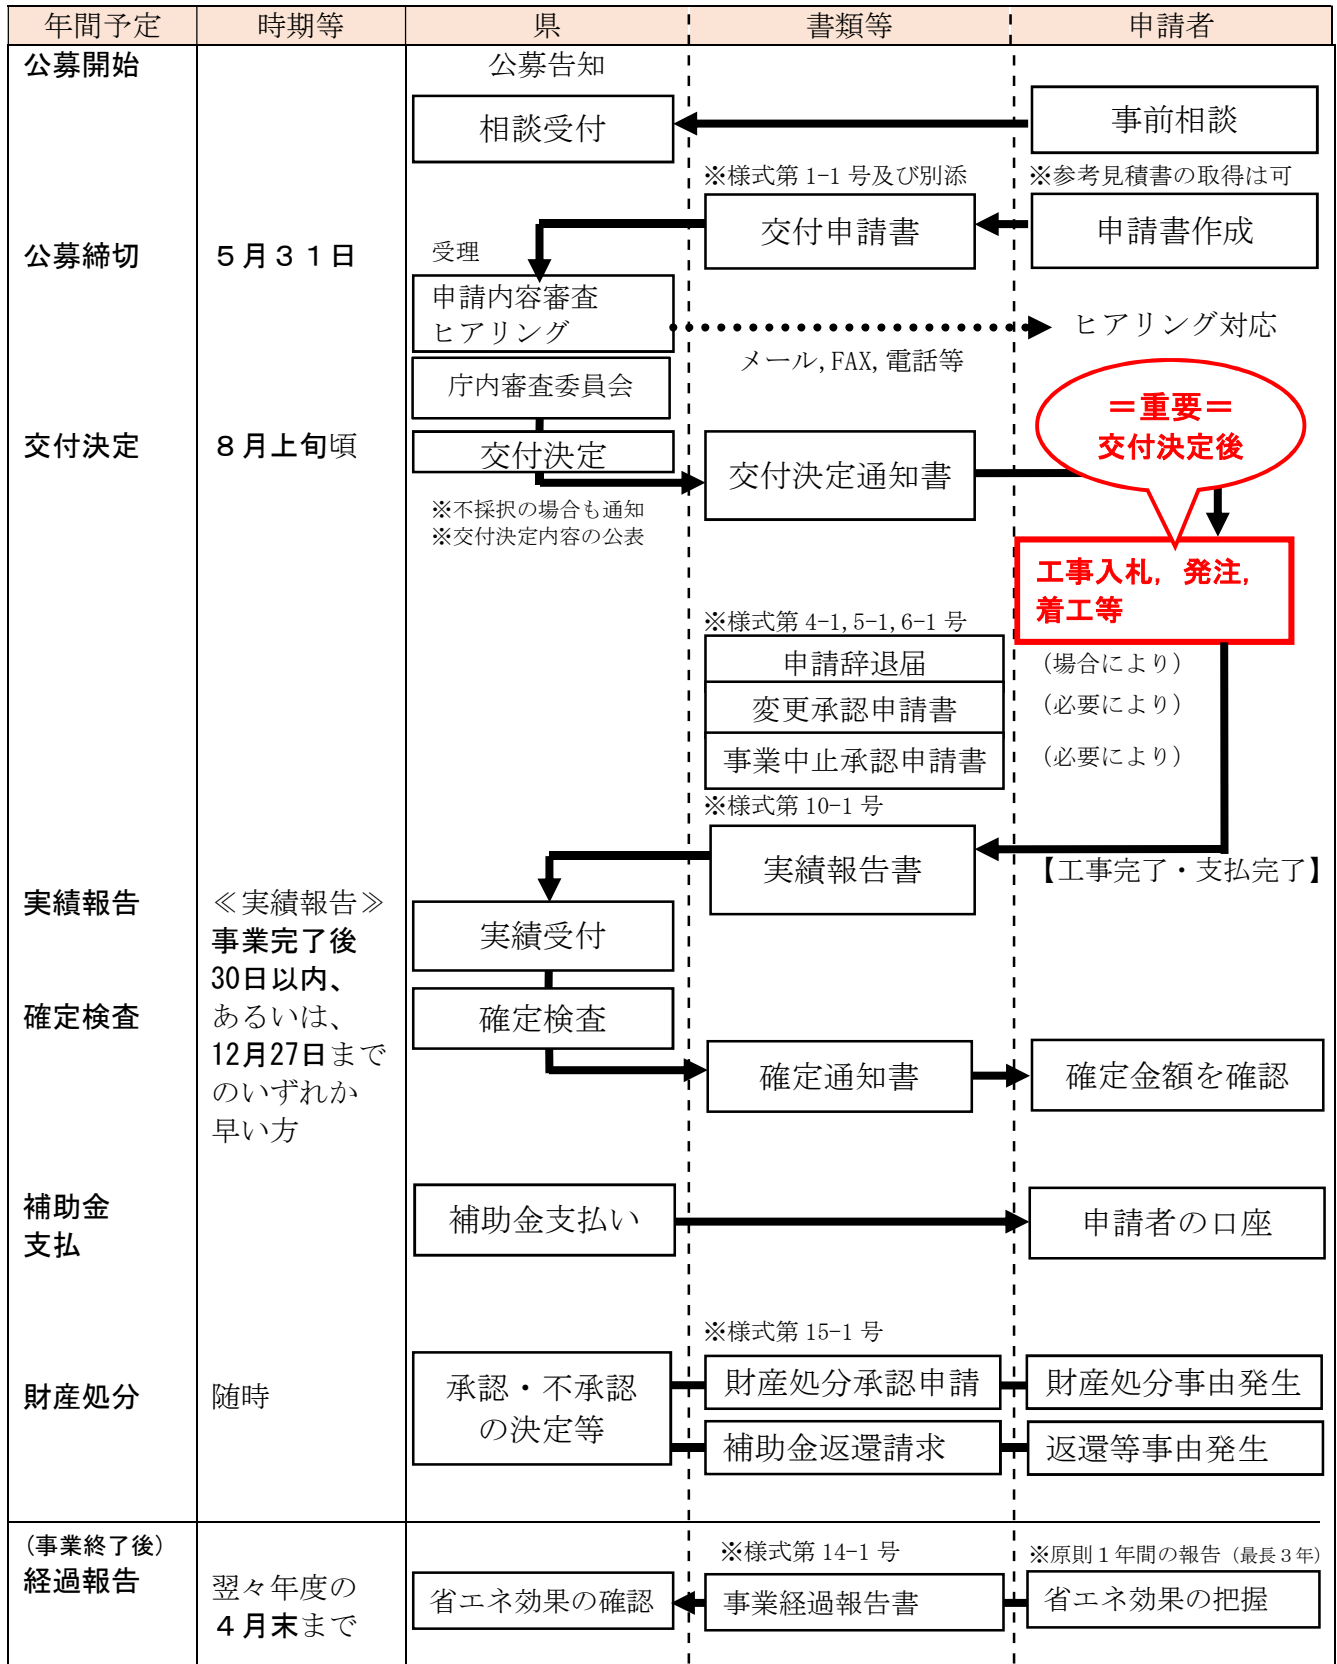 年間予定 時期等 県 書類等 申請者
公募開始 公募告知
相談受付 事前相談
※様式第 1-1 号及び別添 ※参考見積書の取得は可
交付申請書 申請書作成
公募締切 ５月３１日 受理
申請内容審査
ヒアリング ヒアリング対応
メール,FAX,電話等
庁内審査委員会
＝重要＝
交付決定後
交付決定 ８月上旬頃 交付決定 交付決定通知書
※不採択の場合も通知
※交付決定内容の公表
工事入札，発注，
着工等
※様式第 4-1,5-1,6-1 号
申請辞退届 (場合により)
変更承認申請書 (必要により)
事業中止承認申請書 (必要により)
※様式第 10-1 号
実績報告書 【工事完了・支払完了】
実績報告 ≪実績報告≫
事業完了後 実績受付
30日以内、
確定検査 あるいは、 確定検査
12月27日まで
のいずれか 確定通知書 確定金額を確認
早い方
補助金 補助金支払い 申請者の口座
支払
※様式第 15-1 号
財産処分 随時 承認・不承認 財産処分承認申請 財産処分事由発生
の決定等 補助金返還請求 返還等事由発生
(事業終了後) ※様式第 14-1 号 ※原則１年間の報告（最長３年）
経過報告 翌々年度の 省エネ効果の確認 事業経過報告書 省エネ効果の把握
４月末まで